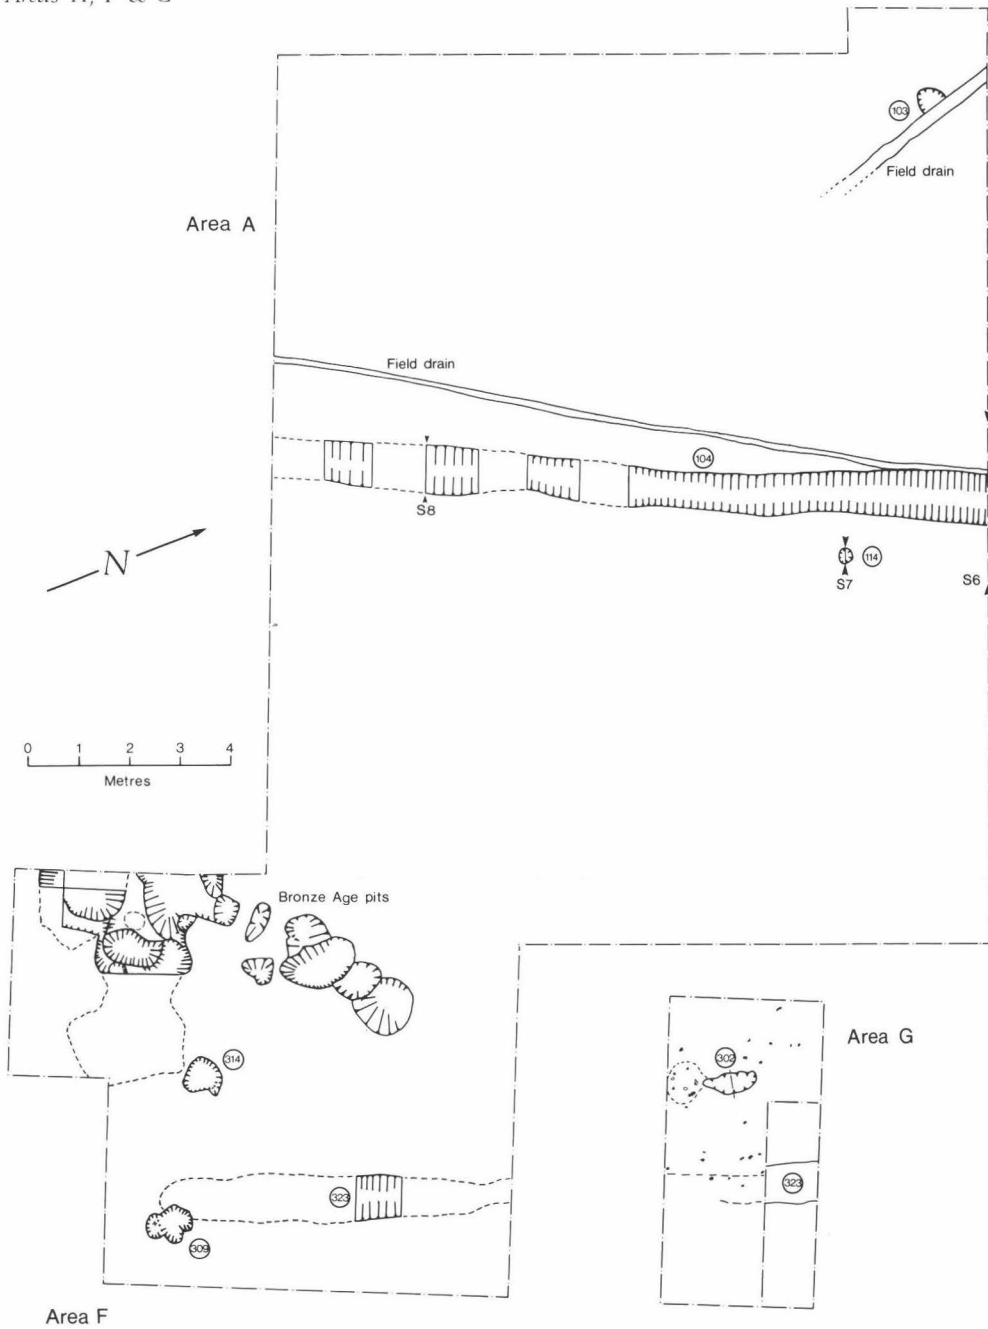 Areas A, F & G
103
Field drain
Area A
Field drain
104
S8
N
114
S7
S6
0 1 2 3 4
Metres
Bronze Age pits
Area G
302
314
323
323
309
Area F